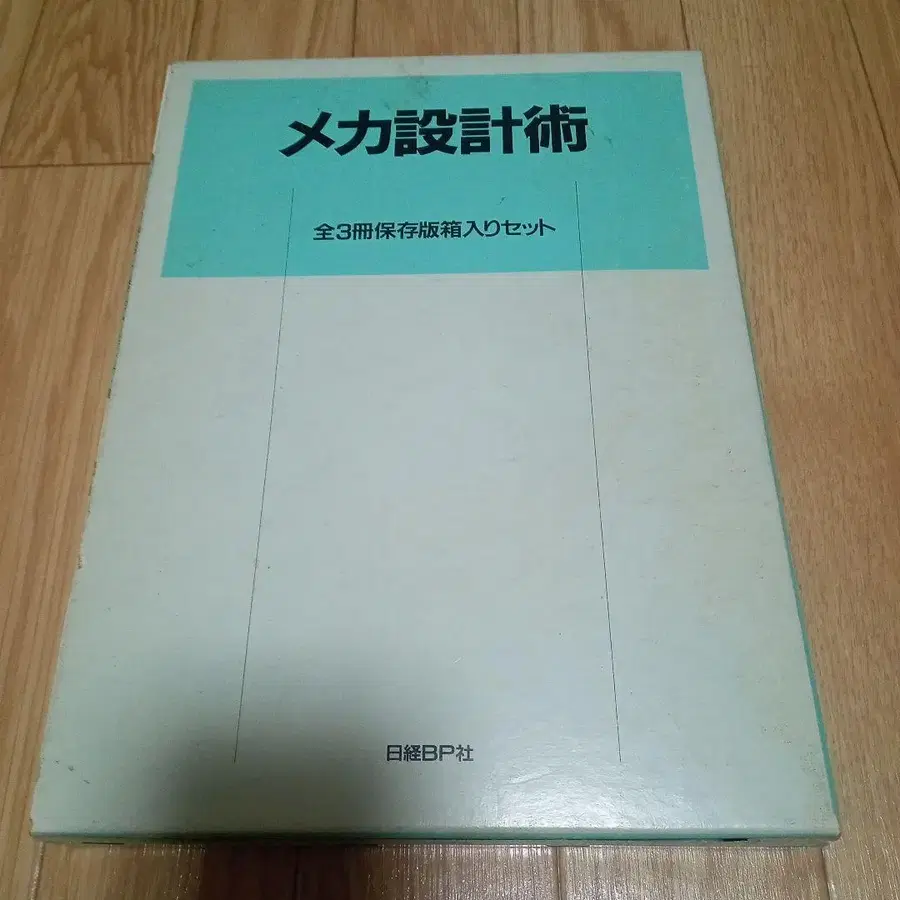 メカ設計術
全3冊保存版箱入りセット
日経BP社